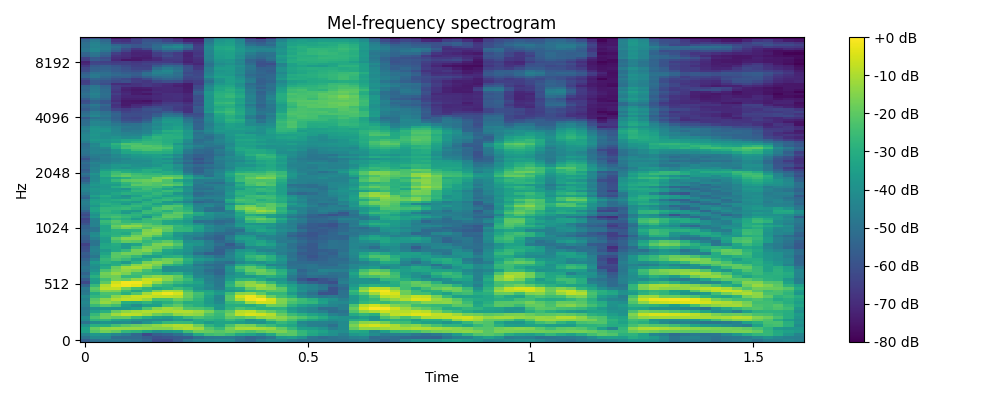 Mel-frequency spectrogram
Hz
8192
4096
2048
1024
512
0
0 0.5 1 1.5
Time
+0 dB
-10 dB
-20 dB
-30 dB
-40 dB
-50 dB
-60 dB
-70 dB
-80 dB